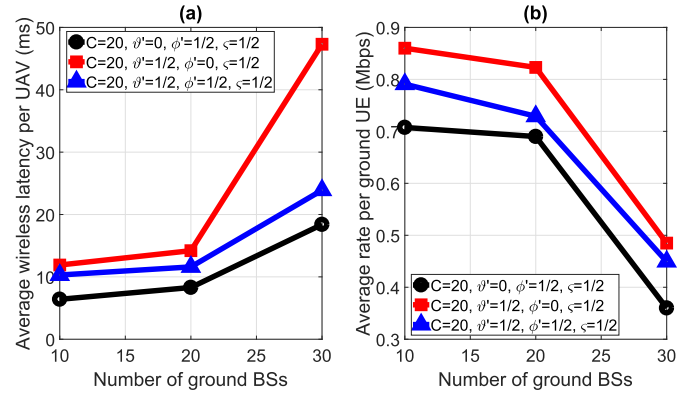 (a)
Average wireless latency per UAV (ms)
50
40
30
20
10
0
C=20, ϑ'=0, ϕ'=1/2, ς=1/2
C=20, ϑ'=1/2, ϕ'=0, ς=1/2
C=20, ϑ'=1/2, ϕ'=1/2, ς=1/2
10 15 20 25 30
Number of ground BSs
(b)
Average rate per ground UE (Mbps)
0.9
0.8
0.7
0.6
0.5
0.4
0.3
C=20, ϑ'=0, ϕ'=1/2, ς=1/2
C=20, ϑ'=1/2, ϕ'=0, ς=1/2
C=20, ϑ'=1/2, ϕ'=1/2, ς=1/2
10 15 20 25 30
Number of ground BSs